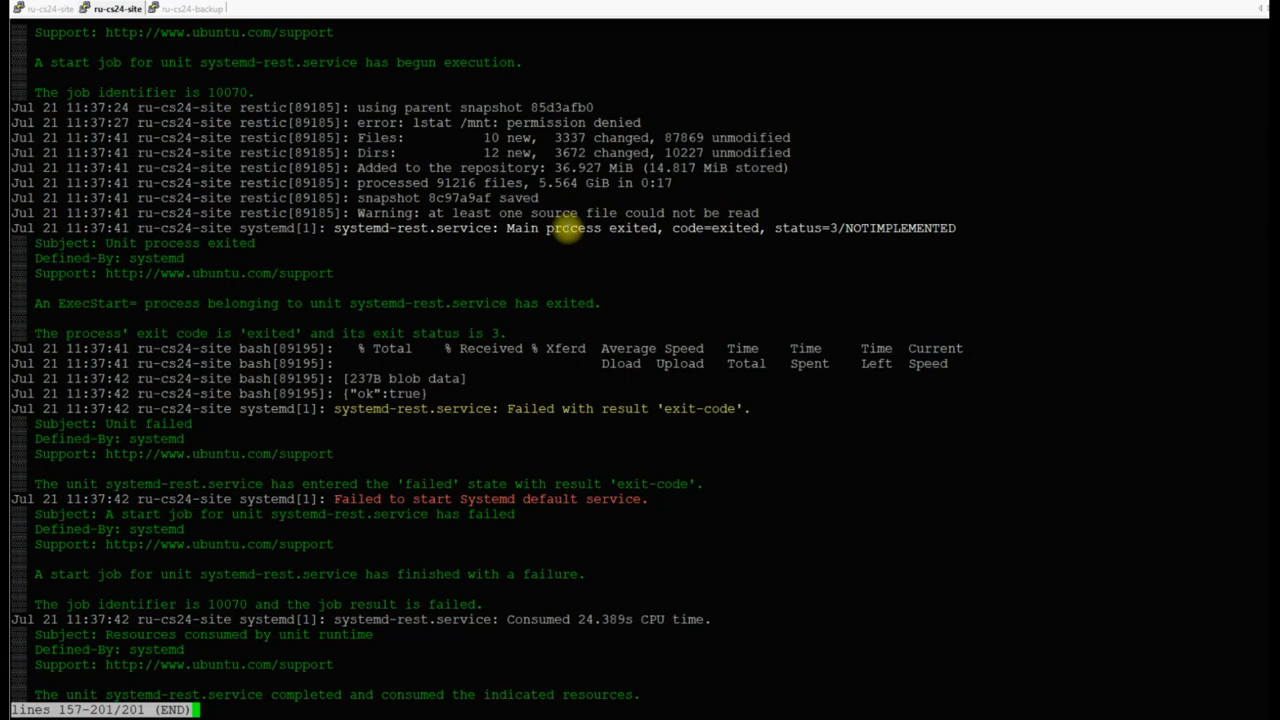 ru-cs24-site ru-cs24-site ru-cs24-backup 4
Support: http://www.ubuntu.com/support
A start job for unit systemd-rest.service has begun execution.
The job identifier is 10070.
Jul 21 11:37:24 ru-cs24-site restic[89185]: using parent snapshot 85d3afb0
Jul 21 11:37:27 ru-cs24-site restic[89185]: error: lstat /mnt: permission denied
Jul 21 11:37:41 ru-cs24-site restic[89185]: Files: 10 new, 3337 changed, 87869 unmodified
Jul 21 11:37:41 ru-cs24-site restic[89185]: Dirs: 12 new, 3672 changed, 10227 unmodified
Jul 21 11:37:41 ru-cs24-site restic[89185]: Added to the repository: 36.927 MiB (14.817 MiB stored)
Jul 21 11:37:41 ru-cs24-site restic[89185]: processed 91216 files, 5.564 GiB in 0:17
Jul 21 11:37:41 ru-cs24-site restic[89185]: snapshot 8c97a9af saved
Jul 21 11:37:41 ru-cs24-site restic[89185]: Warning: at least one source file could not be read
Jul 21 11:37:41 ru-cs24-site systemd[1]: systemd-rest.service: Main process exited, code=exited, status=3/NOTIMPLEMENTED
Subject: Unit process exited
Defined-By: systemd
Support: http://www.ubuntu.com/support
An ExecStart= process belonging to unit systemd-rest.service has exited.
The process' exit code is 'exited' and its exit status is 3.
Jul 21 11:37:41 ru-cs24-site bash[89195]: % Total % Received % Xferd Average Speed Time Time Time Current
Jul 21 11:37:41 ru-cs24-site bash[89195]: Dload Upload Total Spent Left Speed
Jul 21 11:37:42 ru-cs24-site bash[89195]: [237B blob data]
Jul 21 11:37:42 ru-cs24-site bash[89195]: {"ok":true}
Jul 21 11:37:42 ru-cs24-site systemd[1]: systemd-rest.service: Failed with result 'exit-code'.
Subject: Unit failed
Defined-By: systemd
Support: http://www.ubuntu.com/support
The unit systemd-rest.service has entered the 'failed' state with result 'exit-code'.
Jul 21 11:37:42 ru-cs24-site systemd[1]: Failed to start Systemd default service.
Subject: A start job for unit systemd-rest.service has failed
Defined-By: systemd
Support: http://www.ubuntu.com/support
A start job for unit systemd-rest.service has finished with a failure.
The job identifier is 10070 and the job result is failed.
Jul 21 11:37:42 ru-cs24-site systemd[1]: systemd-rest.service: Consumed 24.389s CPU time.
Subject: Resources consumed by unit runtime
Defined-By: systemd
Support: http://www.ubuntu.com/support
The unit systemd-rest.service completed and consumed the indicated resources.
lines 157-201/201 (END)